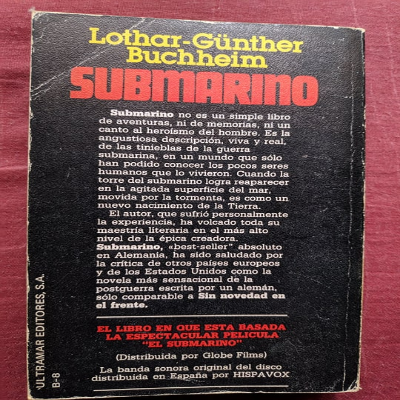 Lothar-Günther
Buchheim
SUBMARINO
Submarino no es un simple libro
de aventuras, ni de memorias, ni un
canto al heroísmo del hombre. Es la
angustiosa descripción, viva y real,
de las tinieblas de la guerra
submarina, en un mundo que sólo
han podido conocer los pocos seres
humanos que lo vivieron. Cuando la
torre del submarino logra reaparecer
en la agitada superficie del mar,
movida por la tormenta, es como un
nuevo nacimiento de la Tierra.
El autor, que sufrió personalmente
la experiencia, ha volcado toda su
maestría literaria en el más alto
nivel de la épica creadora.
Submarino, «best-seller» absoluto
en Alemania, ha sido saludado por
la crítica de otros países europeos
y de los Estados Unidos como la
novela más sensacional de la
postguerra escrita por un alemán,
sólo comparable a Sin novedad en
el frente.
EL LIBRO EN QUE ESTA BASADA
LA ESPECTACULAR PELICULA
"EL SUBMARINO"
(Distribuida por Globe Films)
La banda sonora original del disco
distribuida en España por HISPAVOX
ULTRAMAR EDITORES, S.A.
B-8